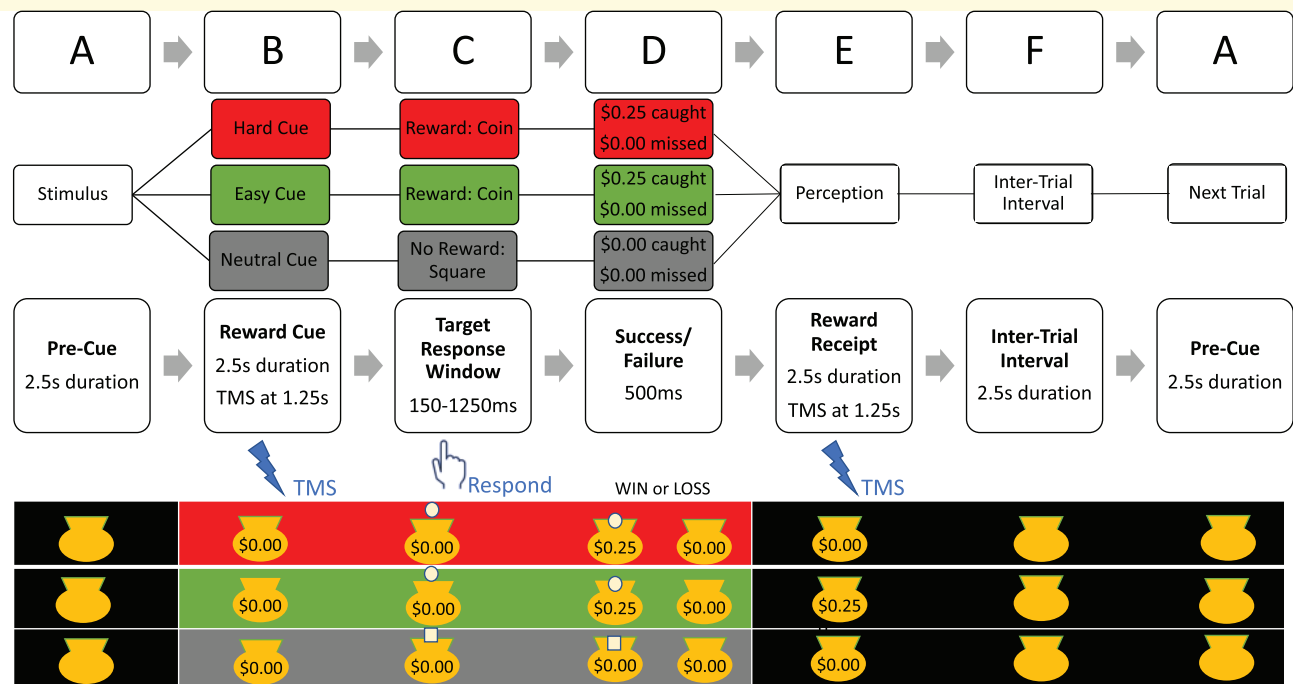 A
B
C
D
E
F
A
Hard Cue
Reward: Coin
$0.25 caught
$0.00 missed
Stimulus
Easy Cue
Reward: Coin
$0.25 caught
$0.00 missed
Perception
Inter-Trial
Interval
Next Trial
Neutral Cue
No Reward:
Square
$0.00 caught
$0.00 missed
Pre-Cue
2.5s duration
Reward Cue
2.5s duration
TMS at 1.25s
Target
Response
Window
150-1250ms
Success/
Failure
500ms
Reward
Receipt
2.5s duration
TMS at 1.25s
Inter-Trial
Interval
2.5s duration
Pre-Cue
2.5s duration
TMS
Respond
WIN or LOSS
TMS
$0.00
$0.00
$0.25
$0.00
$0.00
$0.00
$0.00
$0.25
$0.00
$0.25
$0.00
$0.00
$0.00
$0.00
$0.00